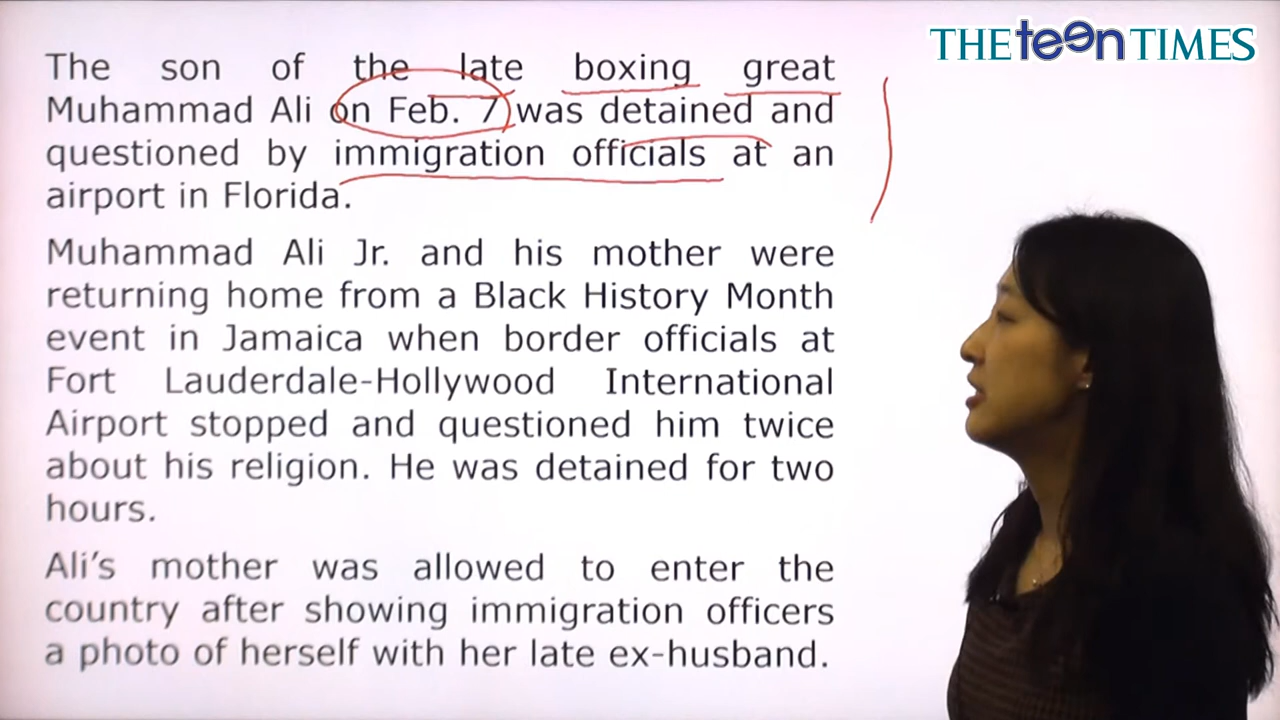 THE teen TIMES
The son of the late boxing great
Muhammad Ali on Feb. 7 was detained and
questioned by immigration officials at an
airport in Florida.
Muhammad Ali Jr. and his mother were
returning home from a Black History Month
event in Jamaica when border officials at
Fort Lauderdale-Hollywood International
Airport stopped and questioned him twice
about his religion. He was detained for two
hours.
Ali’s mother was allowed to enter the
country after showing immigration officers
a photo of herself with her late ex-husband.